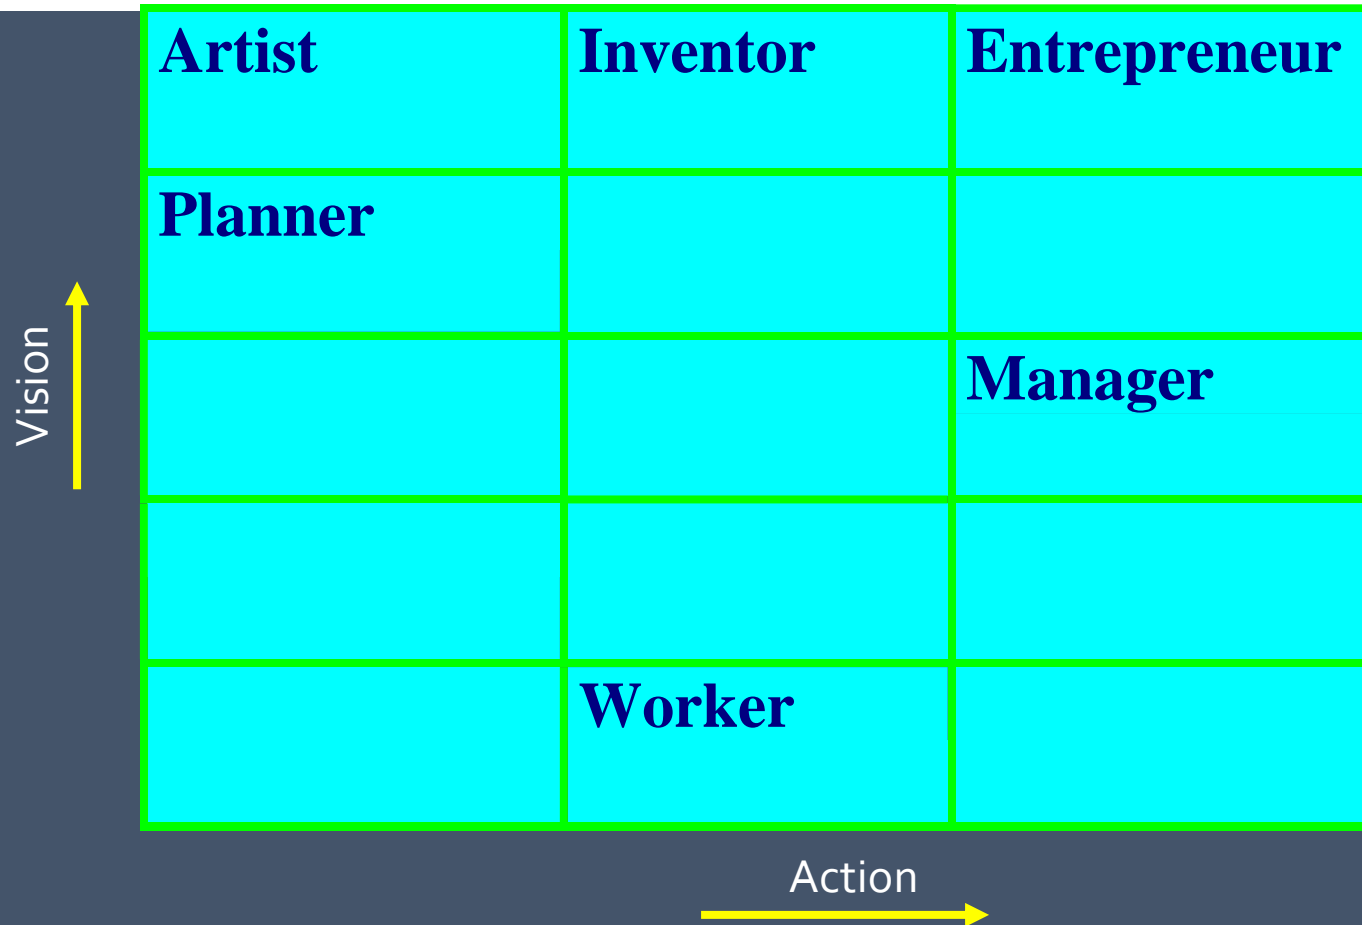 Artist Inventor Entrepreneur
Planner
Manager
Vision
Worker
Action